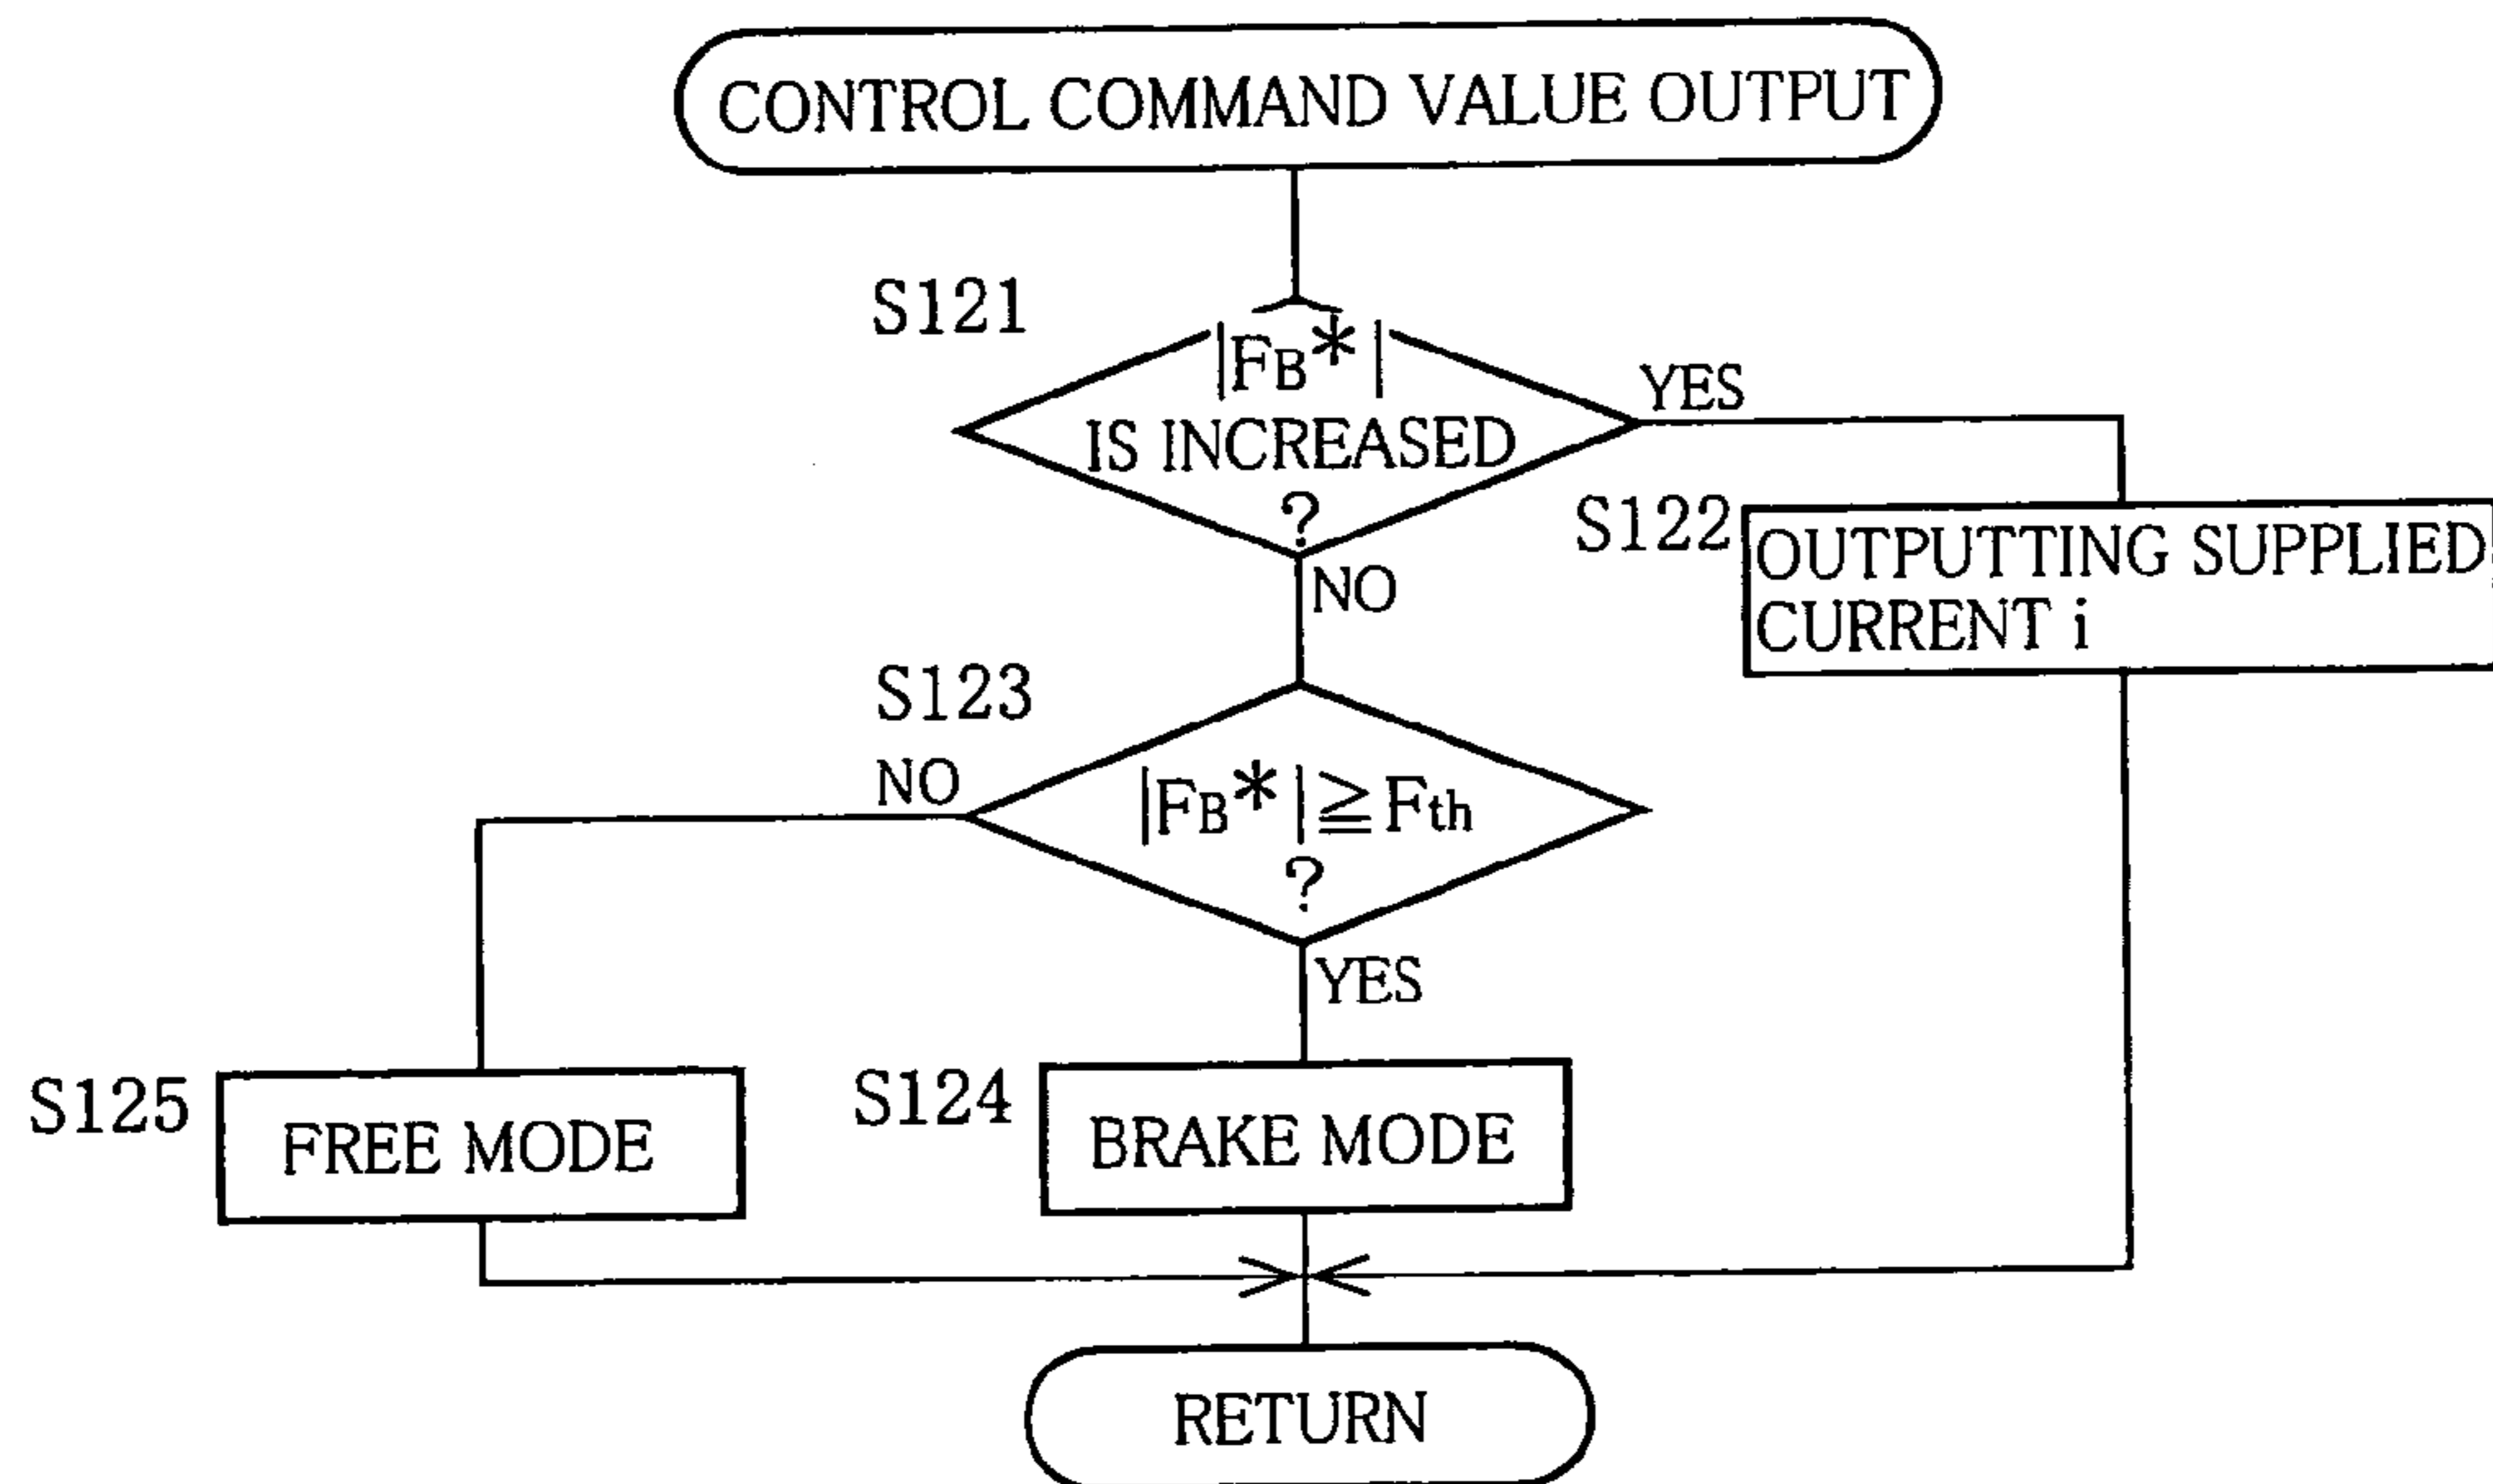 CONTROL COMMAND VALUE OUTPUT
S121
|FB*|
IS INCREASED
?
YES
NO
S122
OUTPUTTING SUPPLIED
CURRENT i
S123
NO
|FB*|≧Fth
?
YES
S125
FREE MODE
S124
BRAKE MODE
RETURN